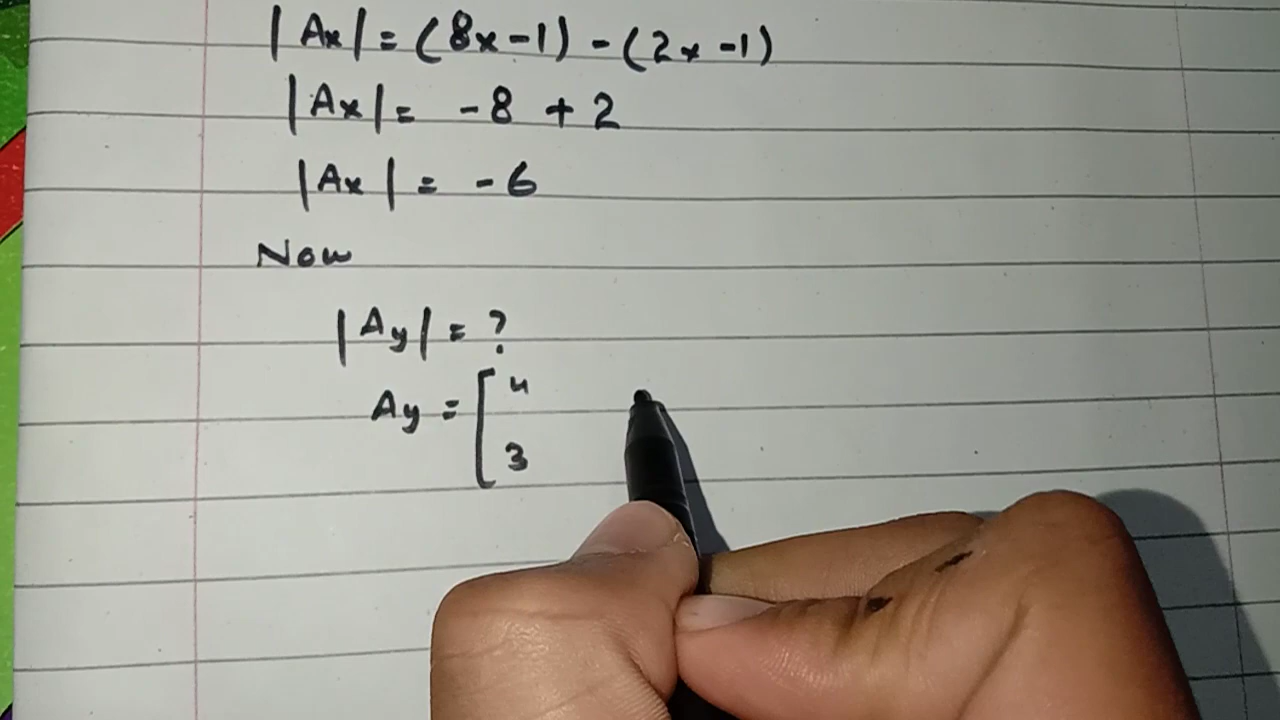 |Ax| = (8x-1) - (2x-1)
|Ax| = -8 + 2
|Ax| = -6
Now
|Ay| = ?
Ay = [ 4
3